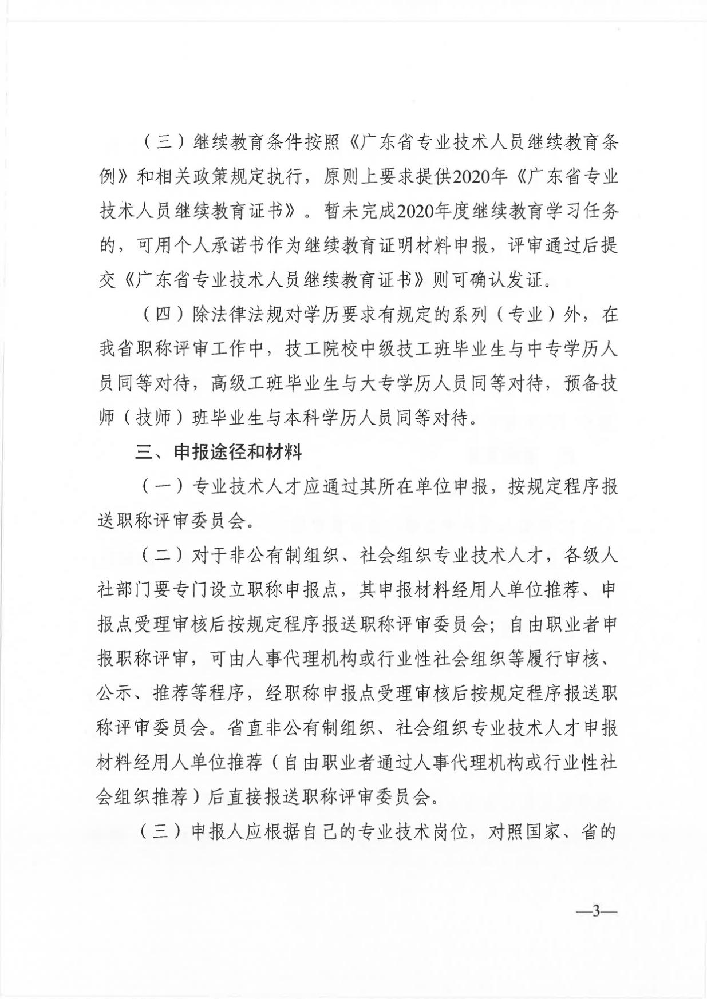 （三）继续教育条件按照《广东省专业技术人员继续教育条
例》和相关政策规定执行，原则上要求提供2020年《广东省专业
技术人员继续教育证书》。暂未完成2020年度继续教育学习任务
的，可用个人承诺书作为继续教育证明材料申报，评审通过后提
交《广东省专业技术人员继续教育证书》则可确认发证。
（四）除法律法规对学历要求有规定的系列（专业）外，在
我省职称评审工作中，技工院校中级技工班毕业生与中专学历人
员同等对待，高级工班毕业生与大专学历人员同等对待，预备技
师（技师）班毕业生与本科学历人员同等对待。
三、申报途径和材料
（一）专业技术人才应通过其所在单位申报，按规定程序报
送职称评审委员会。
（二）对于非公有制组织、社会组织专业技术人才，各级人
社部门要专门设立职称申报点，其申报材料经用人单位推荐、申
报点受理审核后按规定程序报送职称评审委员会；自由职业者申
报职称评审，可由人事代理机构或行业性社会组织等履行审核、
公示、推荐等程序，经职称申报点受理审核后按规定程序报送职
称评审委员会。省直非公有制组织、社会组织专业技术人才申报
材料经用人单位推荐（自由职业者通过人事代理机构或行业性社
会组织推荐）后直接报送职称评审委员会。
（三）申报人应根据自己的专业技术岗位，对照国家、省的
—3—